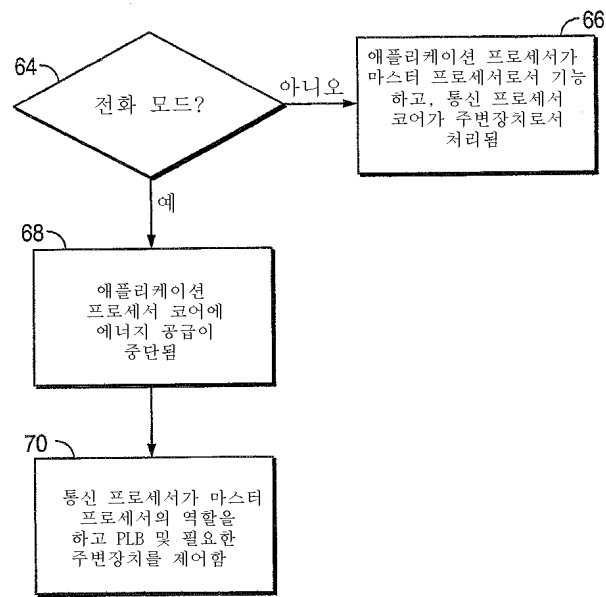 64
전화 모드?
아니오
66
애플리케이션 프로세서가
마스터 프로세서로서 기능
하고, 통신 프로세서
코어가 주변장치로서
처리됨
예
68
애플리케이션
프로세서 코어에
에너지 공급이
중단됨
70
통신 프로세서가 마스터
프로세서의 역할을
하고 PLB 및 필요한
주변장치를 제어함